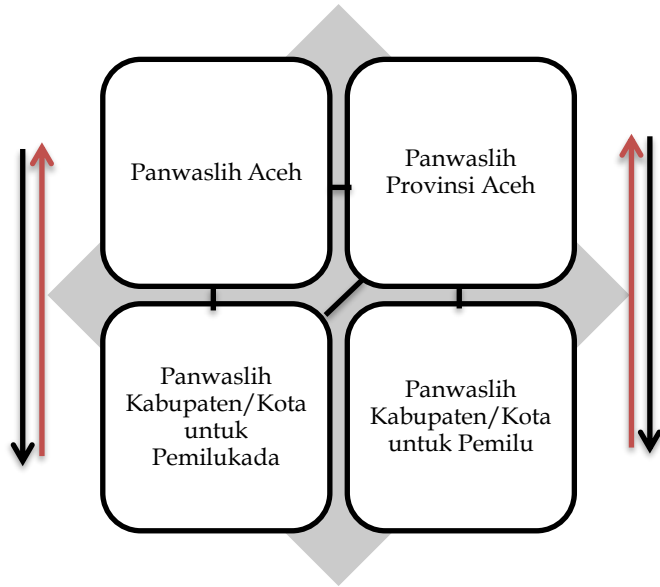 Panwaslih Aceh
Panwaslih
Provinsi Aceh
Panwaslih
Kabupaten/Kota
untuk
Pemilukada
Panwaslih
Kabupaten/Kota
untuk Pemilu